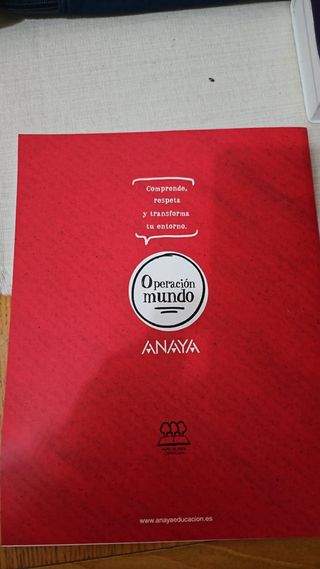 Comprende,
respeta
y transforma
tu entorno.
Operación
mundo
ANAYA
www.anayaeducacion.es